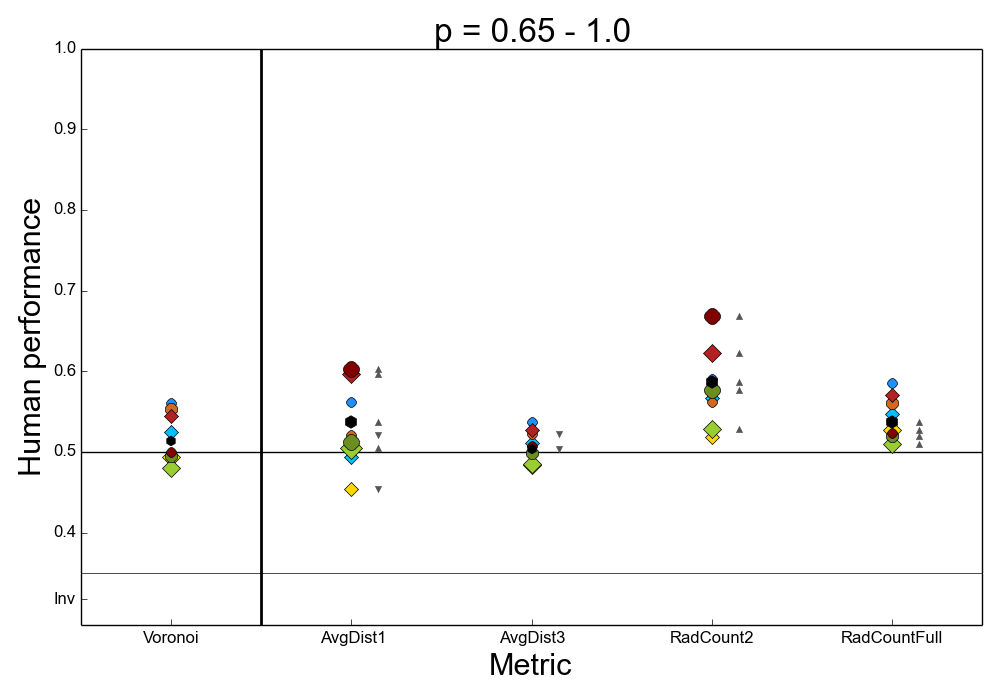 p = 0.65 - 1.0
Human performance
1.0
0.9
0.8
0.7
0.6
0.5
0.4
Inv
Voronoi AvgDist1 AvgDist3 RadCount2 RadCountFull
Metric